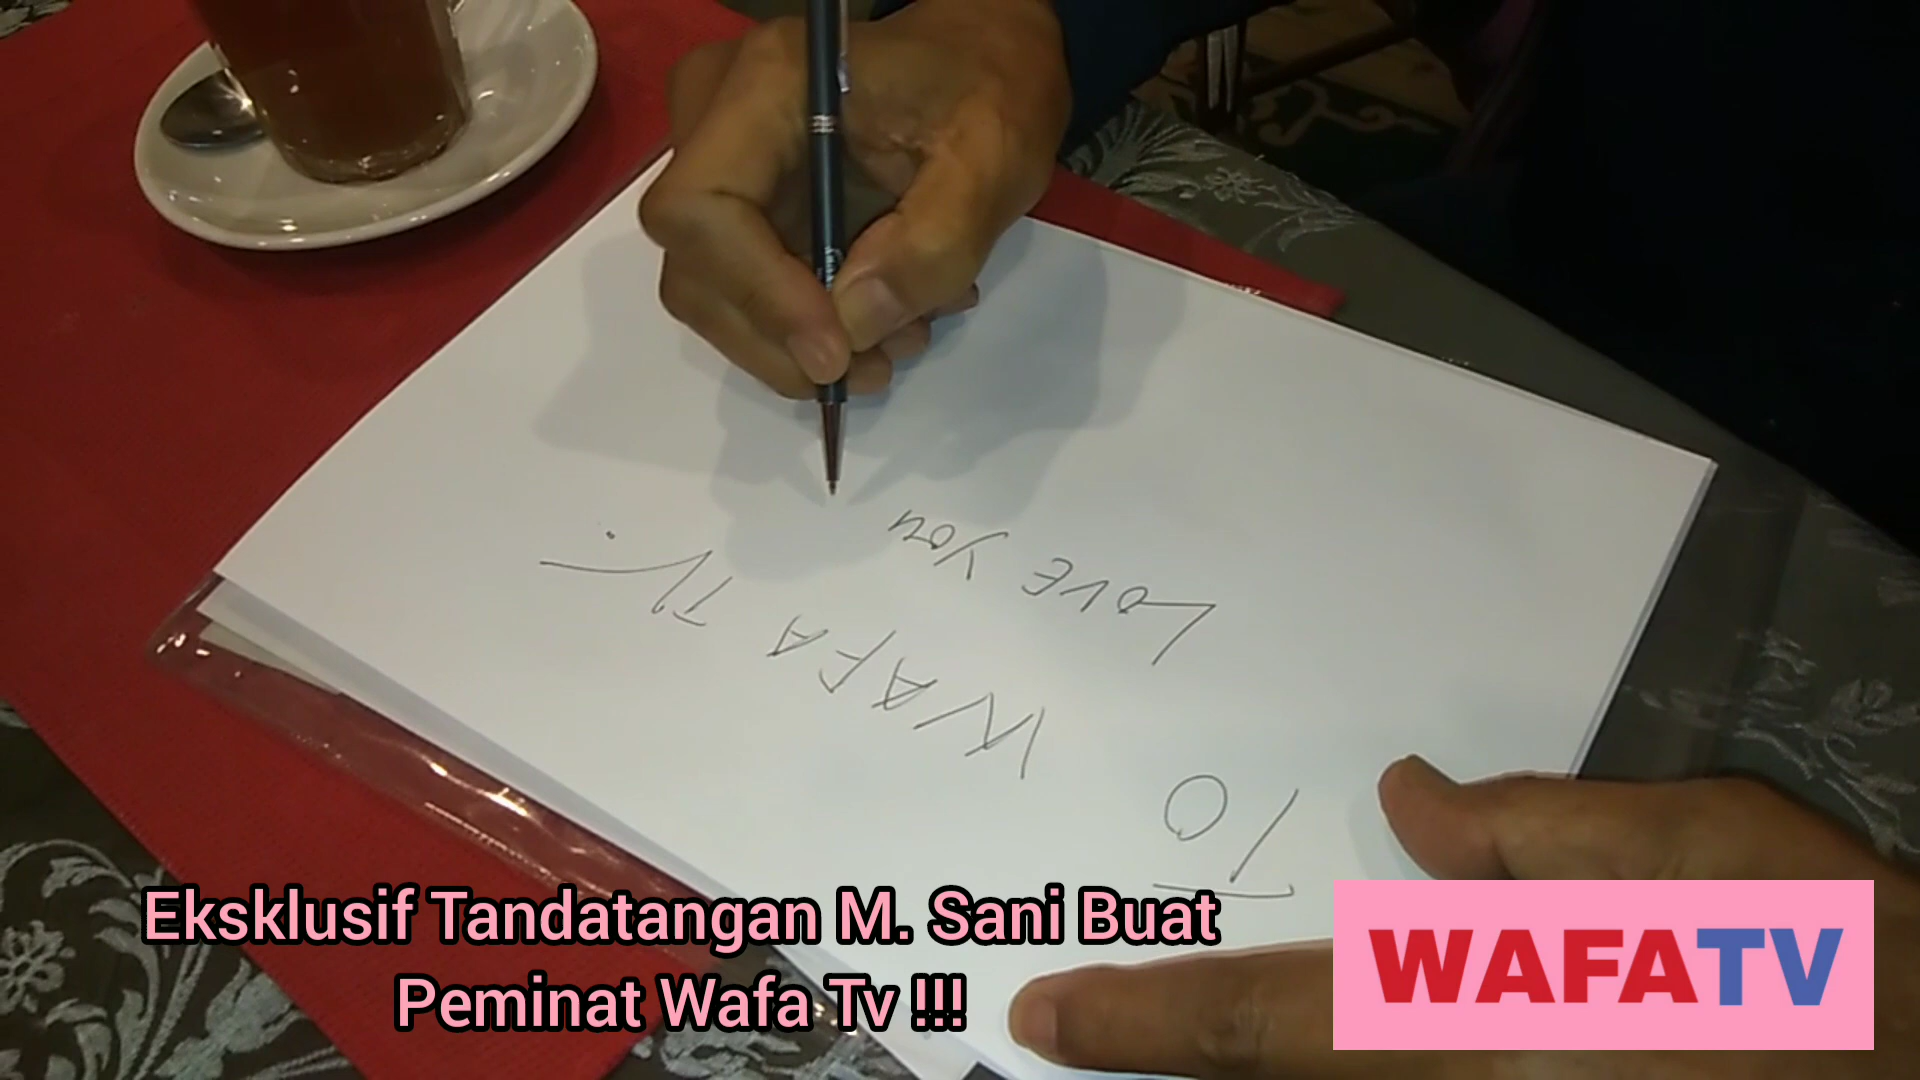 TO
WAFA TV.
LOVE YOU
Eksklusif Tandatangan M. Sani Buat
Peminat Wafa Tv !!!
WAFATV